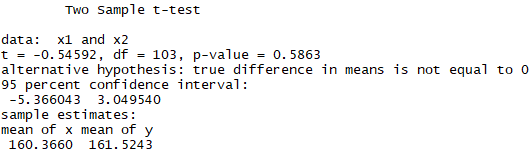 Two Sample t-test
data:  x1 and x2
t = -0.54592, df = 103, p-value = 0.5863
alternative hypothesis: true difference in means is not equal to 0
95 percent confidence interval:
 -5.366043  3.049540
sample estimates:
mean of x mean of y
 160.3660  161.5243